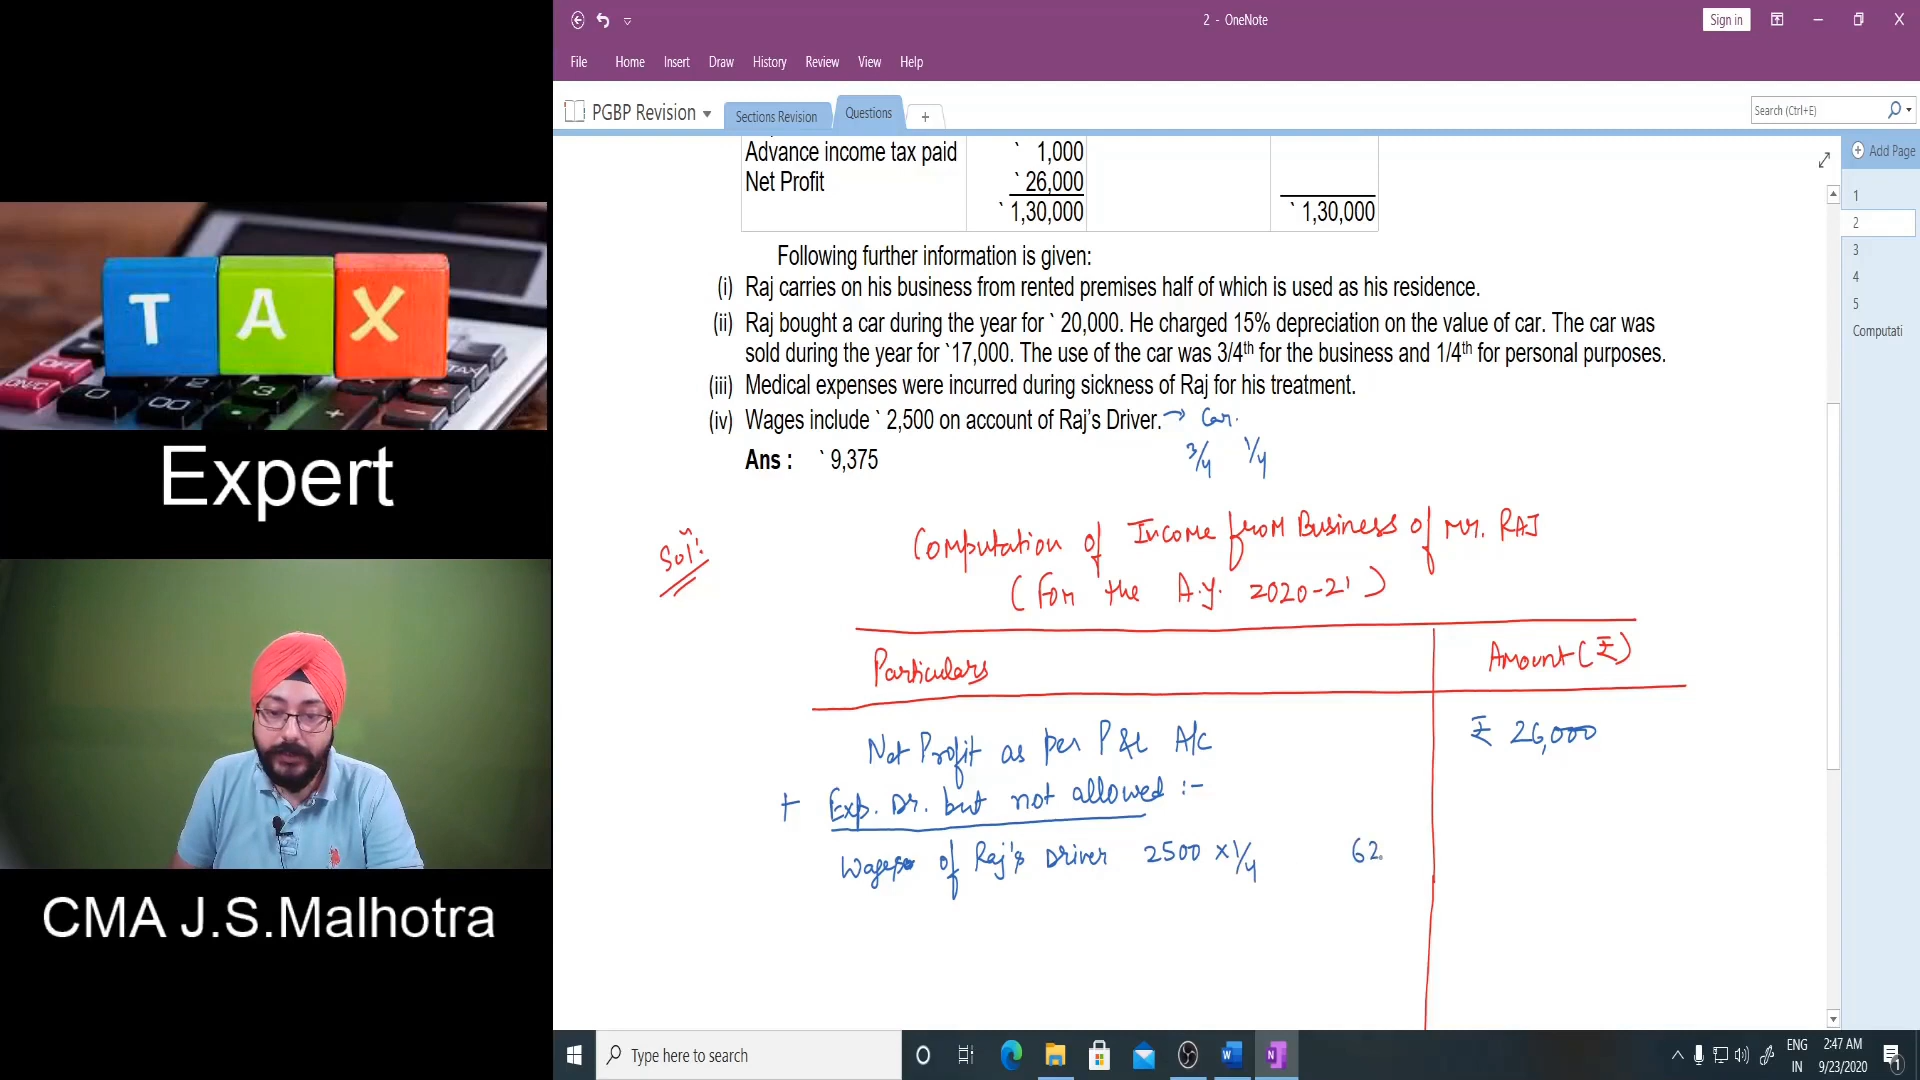 2 - OneNote
Sign in
File Home Insert Draw History Review View Help
PGBP Revision Sections Revision Questions +
Search (Ctrl+E)
Add Page
1
2
3
4
5
Computati
Advance income tax paid ` 1,000
Net Profit ` 26,000
` 1,30,000 ` 1,30,000
Following further information is given:
(i) Raj carries on his business from rented premises half of which is used as his residence.
(ii) Raj bought a car during the year for ` 20,000. He charged 15% depreciation on the value of car. The car was
sold during the year for `17,000. The use of the car was 3/4th for the business and 1/4th for personal purposes.
(iii) Medical expenses were incurred during sickness of Raj for his treatment.
(iv) Wages include ` 2,500 on account of Raj's Driver. → Car.
3/4 1/4
Ans : ` 9,375
Soln:
Computation of Income from Business of Mr. RAJ
(For the A.Y. 2020-21)
Particulars Amount (₹)
Net Profit as per P&L A/c ₹ 26,000
+ Exp. Dr. but not allowed :-
Wages of Raj's Driver 2500 × 1/4 62
TAX
OFF
ON/C
MC
M-
M+
TAX
00
0
3
Expert
CMA J.S.Malhotra
Type here to search
ENG
IN
2:47 AM
9/23/2020
1